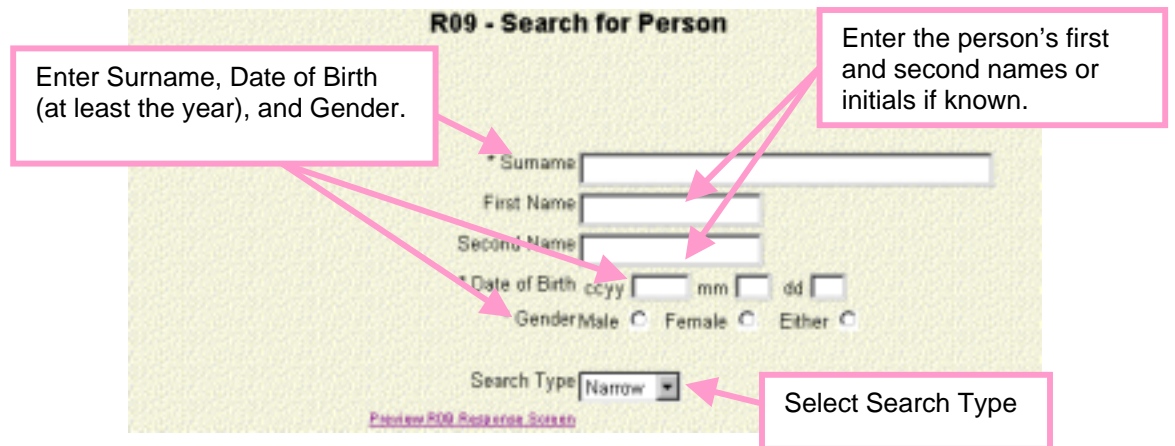 R09 - Search for Person
Enter Surname, Date of Birth
(at least the year), and Gender.
Enter the person's first
and second names or
initials if known.
* Surname
First Name
Second Name
* Date of Birth ccyy mm dd
Gender Male Female Either
Search Type Narrow
Select Search Type
Preview R09 Response Screen